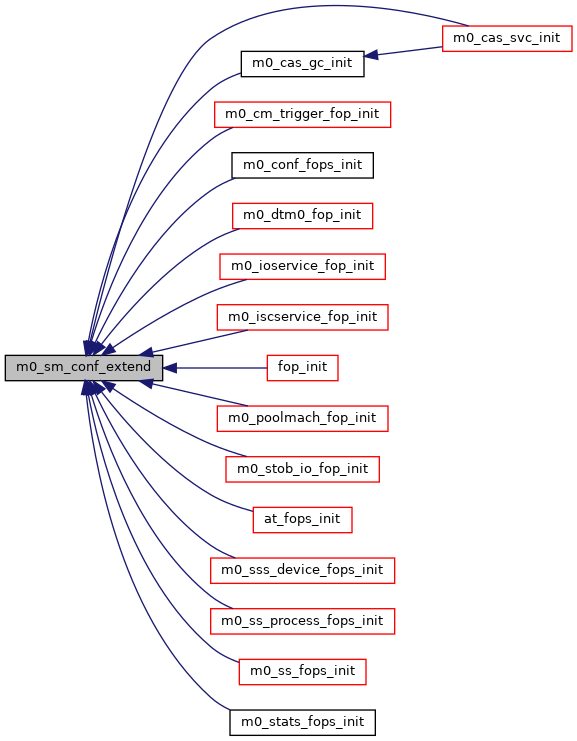 m0_cas_svc_init
m0_cas_gc_init
m0_cm_trigger_fop_init
m0_conf_fops_init
m0_dtm0_fop_init
m0_ioservice_fop_init
m0_iscservice_fop_init
m0_sm_conf_extend
fop_init
m0_poolmach_fop_init
m0_stob_io_fop_init
at_fops_init
m0_sss_device_fops_init
m0_ss_process_fops_init
m0_ss_fops_init
m0_stats_fops_init